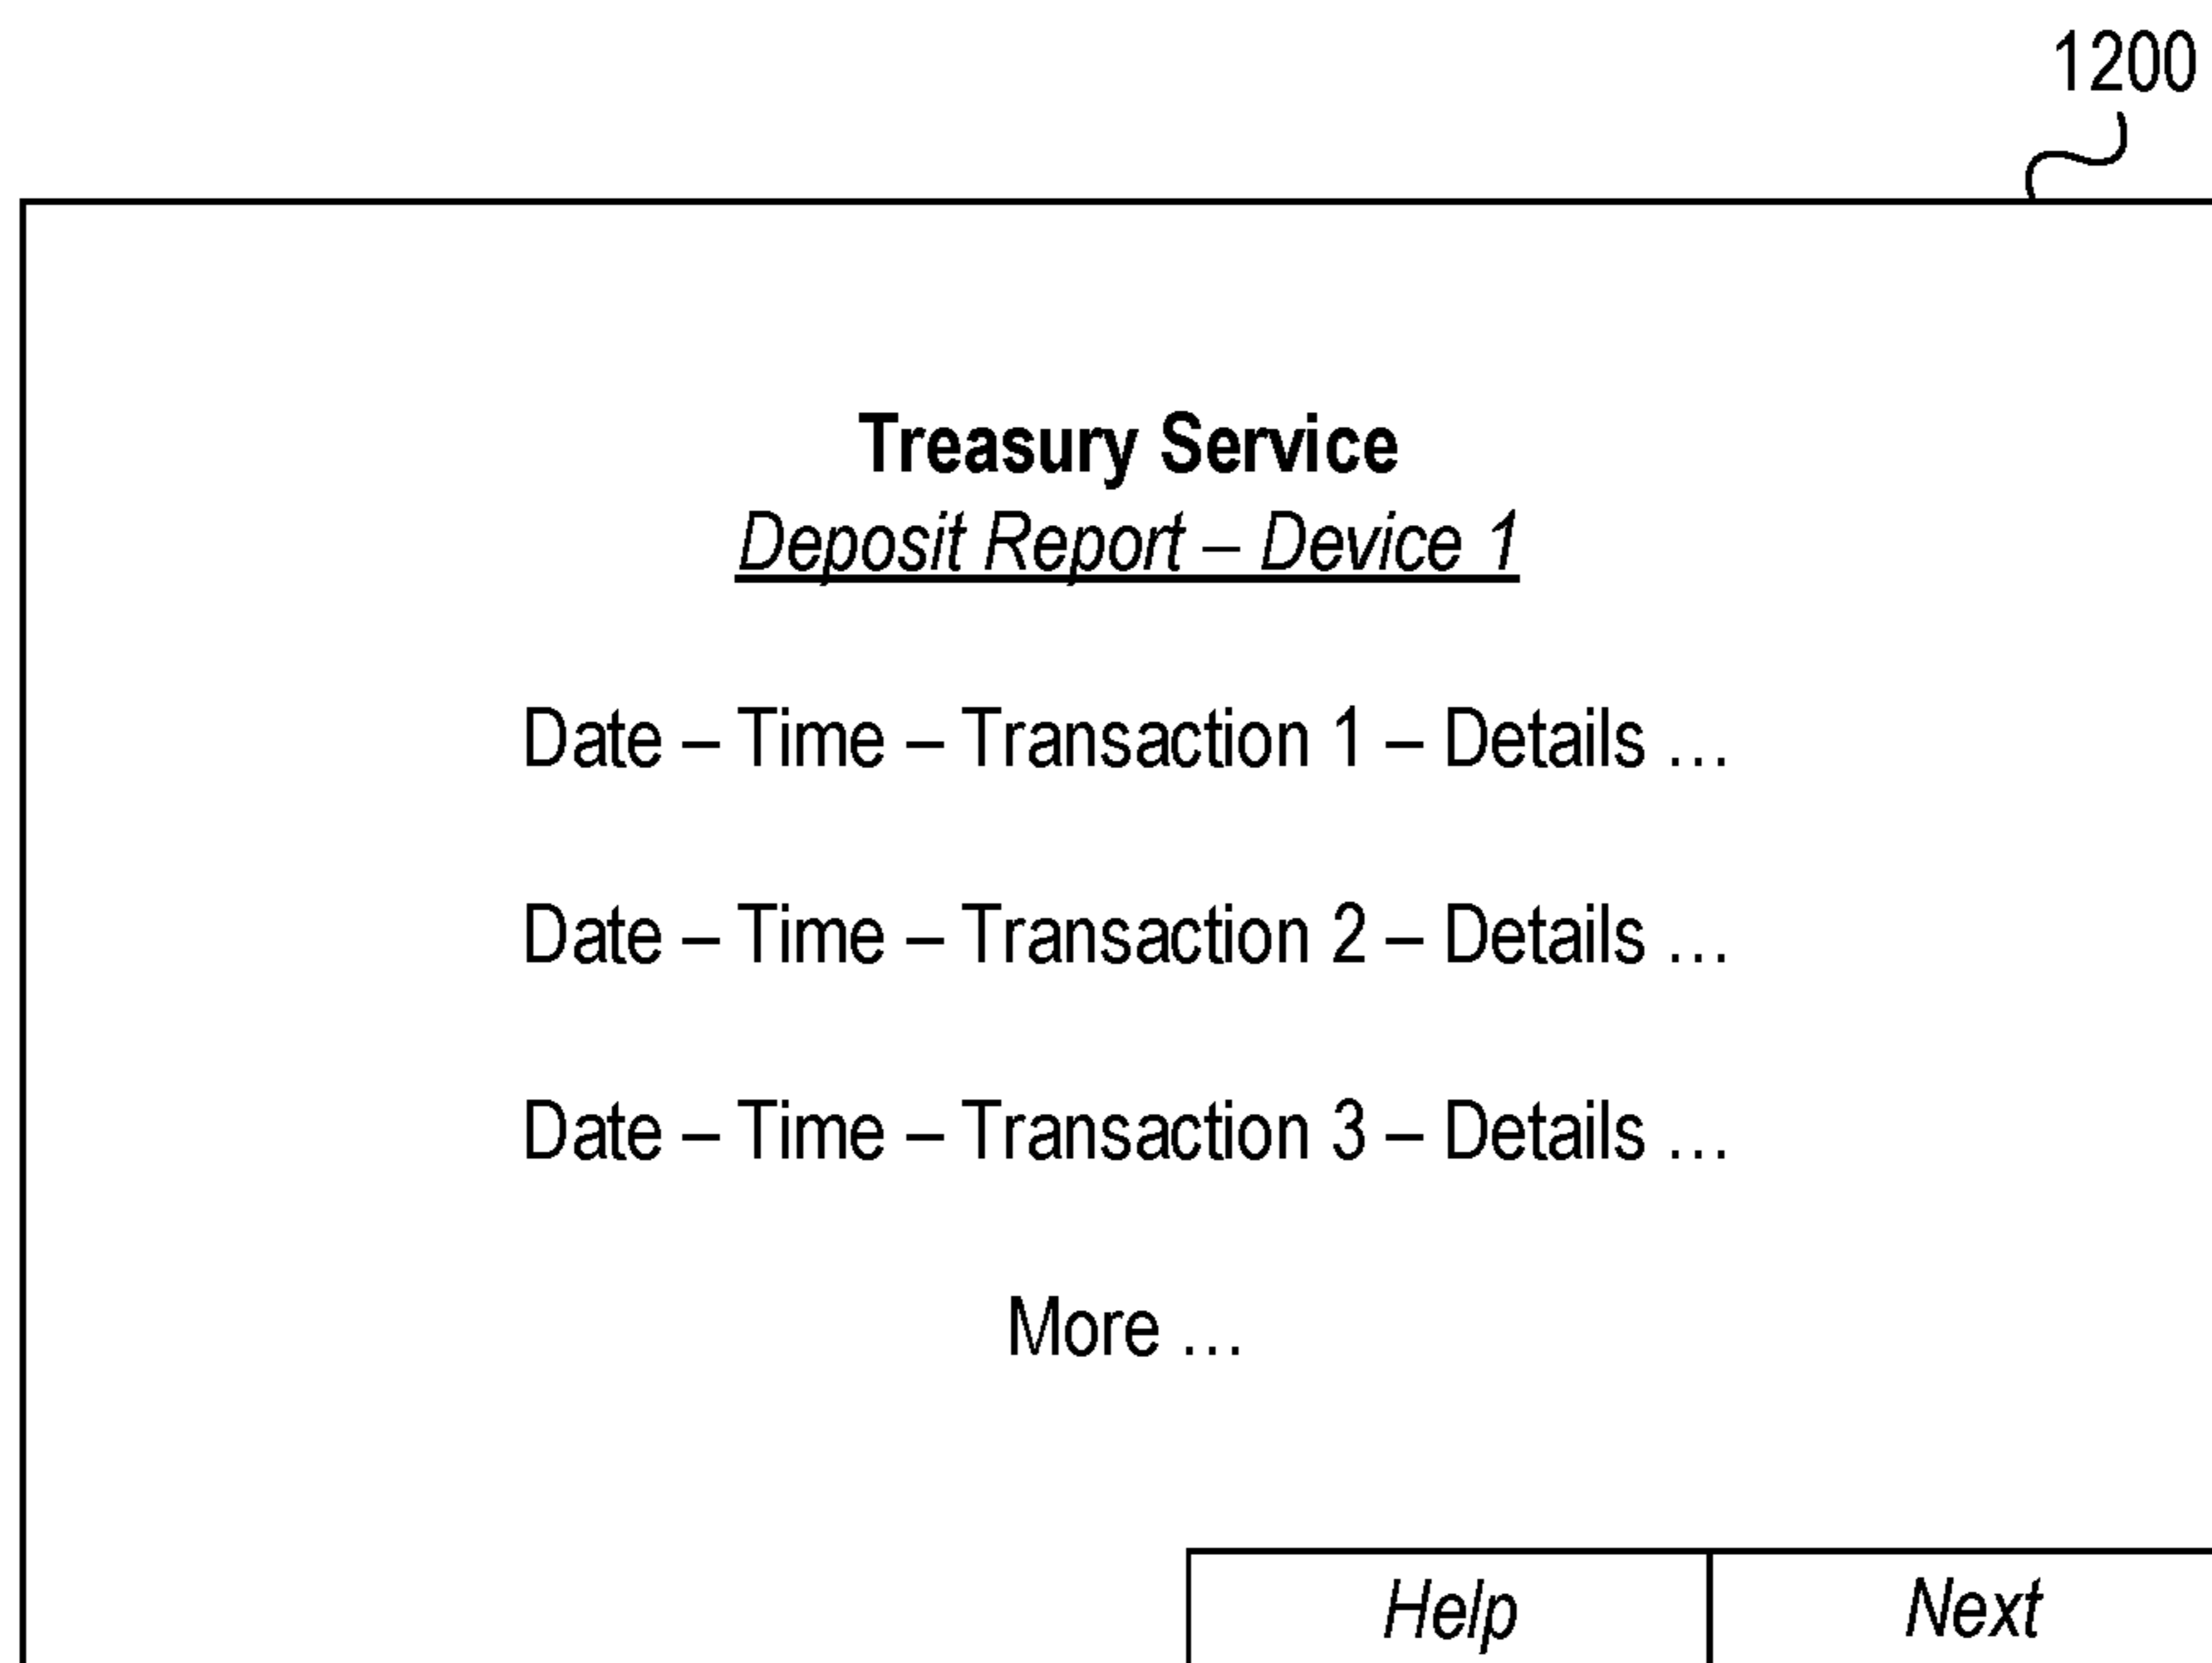 1200
Treasury Service
Deposit Report – Device 1
Date – Time – Transaction 1 – Details ...
Date – Time – Transaction 2 – Details ...
Date – Time – Transaction 3 – Details ...
More ...
Help Next